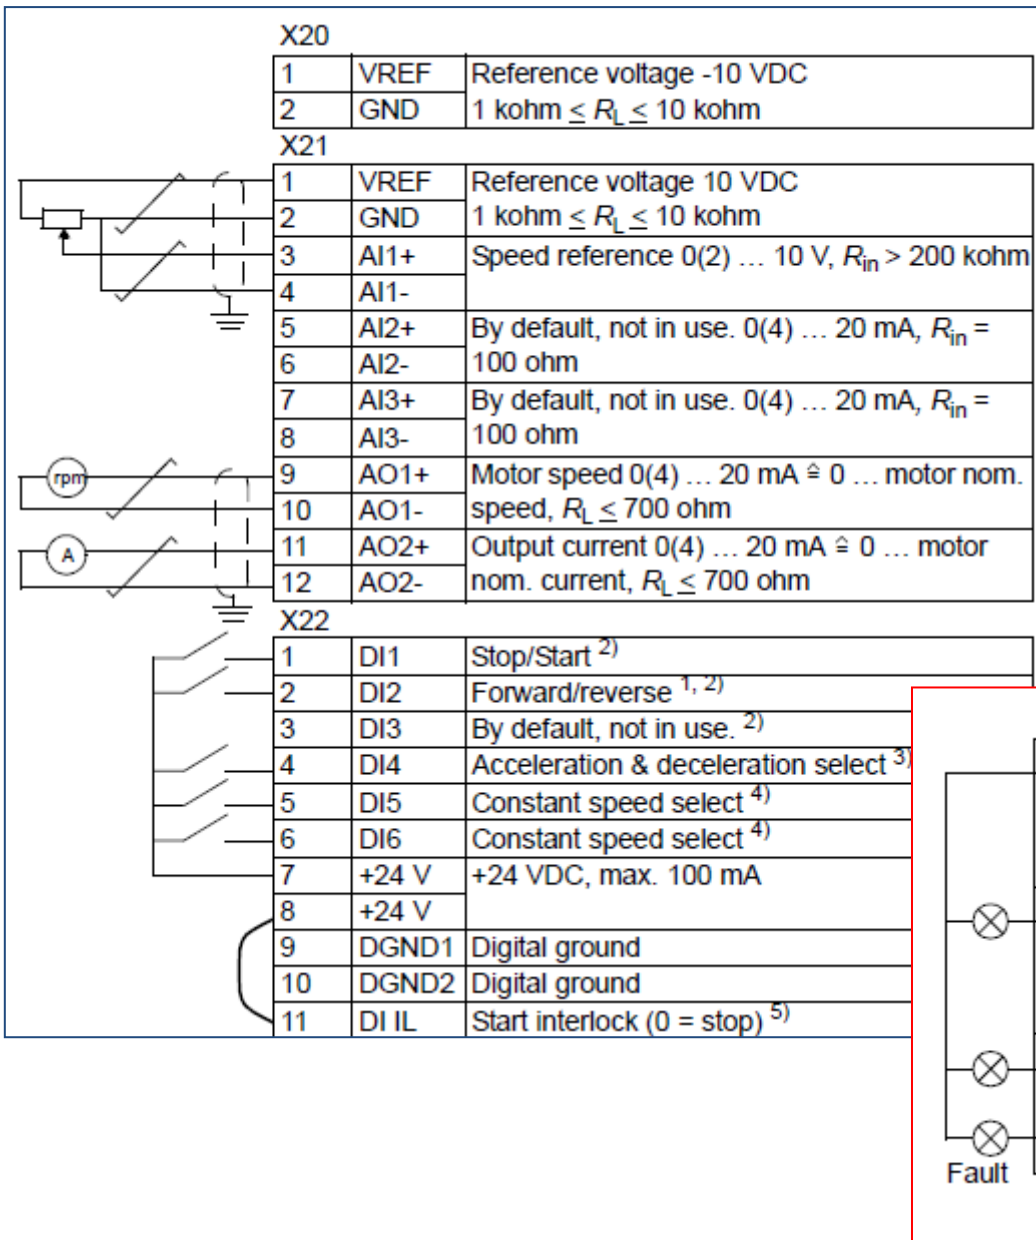 X20
1 VREF Reference voltage -10 VDC
2 GND 1 kohm ≤ RL ≤ 10 kohm
X21
1 VREF Reference voltage 10 VDC
2 GND 1 kohm ≤ RL ≤ 10 kohm
3 AI1+ Speed reference 0(2) … 10 V, Rin > 200 kohm
4 AI1-
5 AI2+ By default, not in use. 0(4) … 20 mA, Rin =
6 AI2- 100 ohm
7 AI3+ By default, not in use. 0(4) … 20 mA, Rin =
8 AI3- 100 ohm
rpm
9 AO1+ Motor speed 0(4) … 20 mA ≙ 0 … motor nom.
10 AO1- speed, RL ≤ 700 ohm
A
11 AO2+ Output current 0(4) … 20 mA ≙ 0 … motor
12 AO2- nom. current, RL ≤ 700 ohm
X22
1 DI1 Stop/Start 2)
2 DI2 Forward/reverse 1, 2)
3 DI3 By default, not in use. 2)
4 DI4 Acceleration & deceleration select 3)
5 DI5 Constant speed select 4)
6 DI6 Constant speed select 4)
7 +24 V +24 VDC, max. 100 mA
8 +24 V
9 DGND1 Digital ground
10 DGND2 Digital ground
11 DI IL Start interlock (0 = stop) 5)
Fault